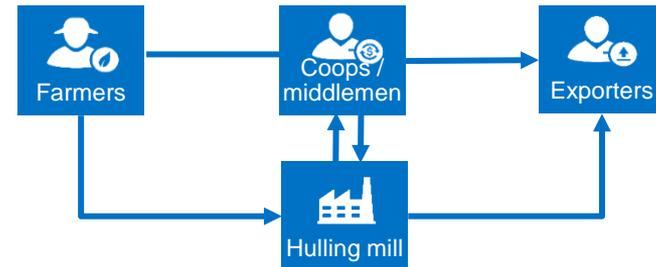 Farmers
Coops /
middlemen
Exporters
$
Hulling mill